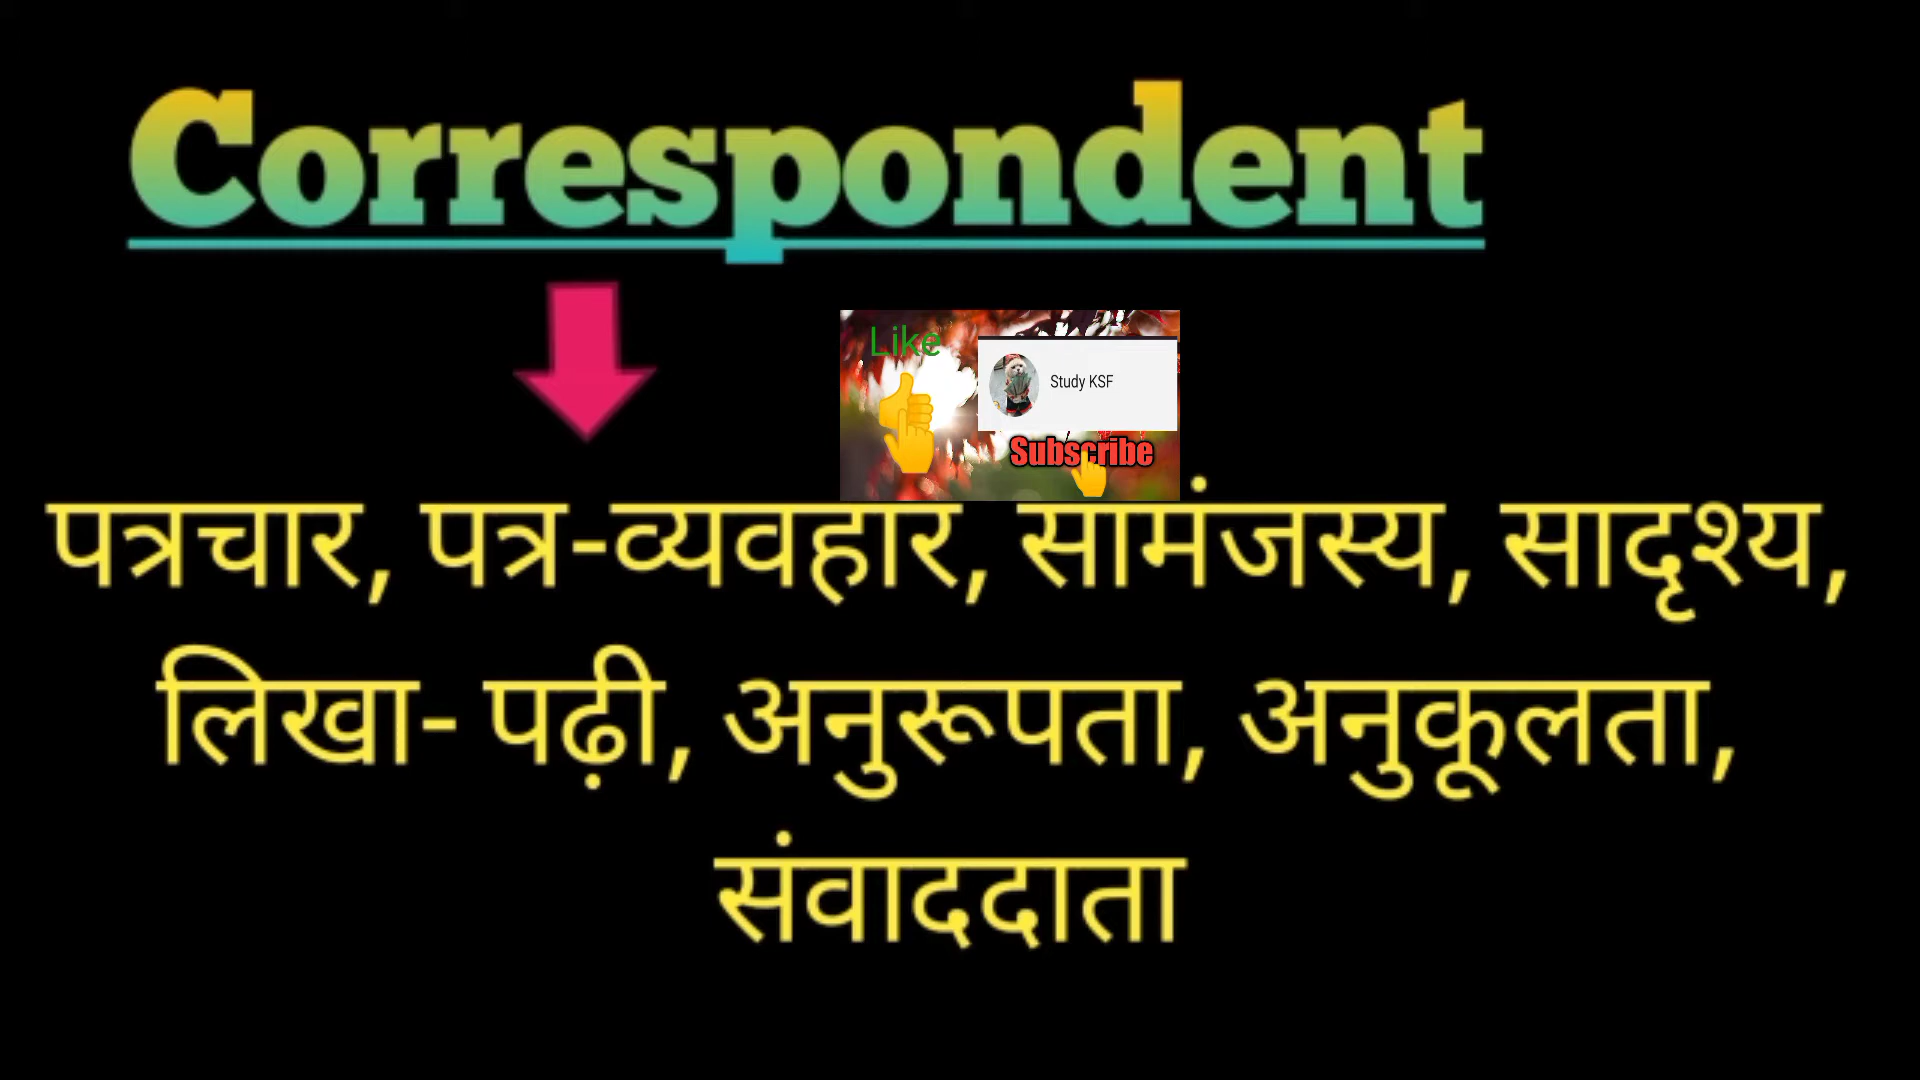 Correspondent
Like
Study KSF
Subscribe
पत्रचार, पत्र-व्यवहार, सामंजस्य, सादृश्य,
लिखा- पढ़ी, अनुरूपता, अनुकूलता,
संवाददाता